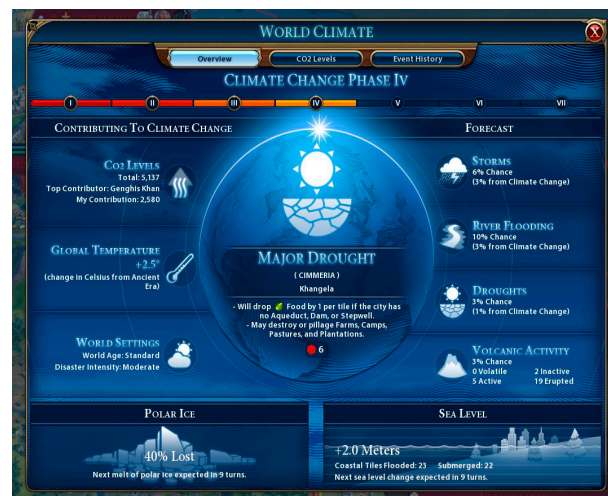 WORLD CLIMATE
X
Overview
CO2 Levels
Event History
CLIMATE CHANGE PHASE IV
I
II
III
IV
V
VI
VII
CONTRIBUTING TO CLIMATE CHANGE
CO2 LEVELS
Total: 5,137
Top Contributor: Genghis Khan
My Contribution: 2,580
GLOBAL TEMPERATURE
+2.5°
(change in Celsius from Ancient
Era)
WORLD SETTINGS
World Age: Standard
Disaster Intensity: Moderate
MAJOR DROUGHT
( CIMMERIA )
Khangela
- Will drop Food by 1 per tile if the city has
no Aqueduct, Dam, or Stepwell.
- May destroy or pillage Farms, Camps,
Pastures, and Plantations.
6
FORECAST
STORMS
6% Chance
(3% from Climate Change)
RIVER FLOODING
10% Chance
(3% from Climate Change)
DROUGHTS
3% Chance
(1% from Climate Change)
VOLCANIC ACTIVITY
3% Chance
0 Volatile 2 Inactive
5 Active 19 Erupted
POLAR ICE
40% Lost
Next melt of polar ice expected in 9 turns.
SEA LEVEL
+2.0 Meters
Coastal Tiles Flooded: 23 Submerged: 22
Next sea level change expected in 9 turns.